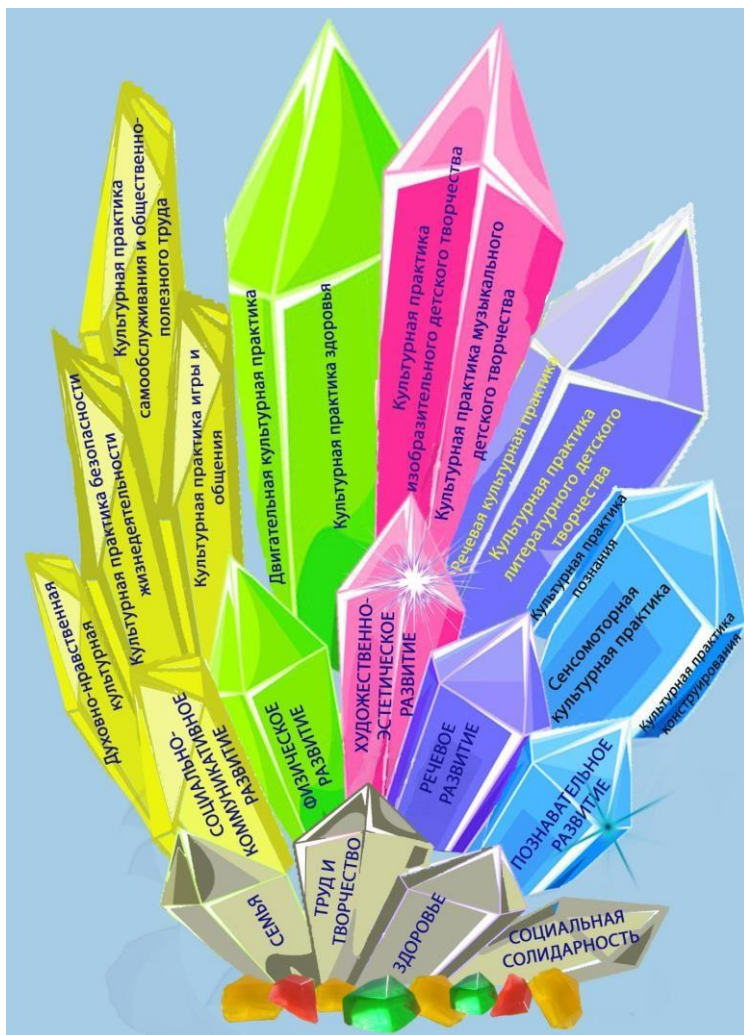 Культурная практика
самообслуживания и общественно-
полезного труда
Культурная практика безопасности
жизнедеятельности
Культурная практика игры и
общения
Духовно-нравственная
культурная
Двигательная культурная практика
Культурная практика здоровья
Культурная практика
изобразительного детского творчества
Культурная практика музыкального
детского творчества
Речевая культурная практика
Культурная практика
литературного детского
творчества
Культурная практика
познания
Сенсомоторная
культурная практика
Культурная практика
конструирования
СОЦИАЛЬНО-
КОММУНИКАТИВНОЕ
РАЗВИТИЕ
ФИЗИЧЕСКОЕ
РАЗВИТИЕ
ХУДОЖЕСТВЕННО-
ЭСТЕТИЧЕСКОЕ
РАЗВИТИЕ
РЕЧЕВОЕ
РАЗВИТИЕ
ПОЗНАВАТЕЛЬНОЕ
РАЗВИТИЕ
СЕМЬЯ
ТРУД И
ТВОРЧЕСТВО
ЗДОРОВЬЕ
СОЦИАЛЬНАЯ
СОЛИДАРНОСТЬ